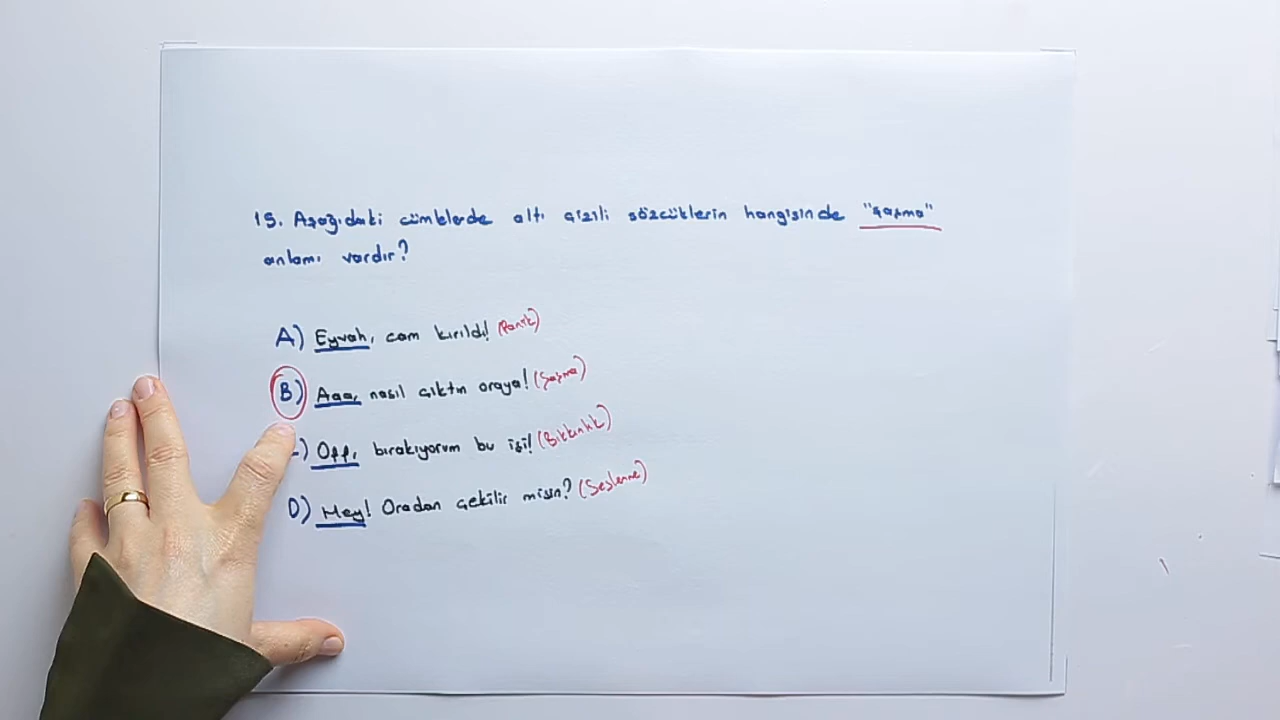 15. Aşağıdaki cümlelerde altı çizili sözcüklerin hangisinde "şaşma"
anlamı vardır?
A) Eyvah, cam kırıldı! (Panik)
B) Aaa, nasıl çıktın oraya! (Şaşma)
) Off, bırakıyorum bu işi! (Bıkkınlık)
D) Hey! Oradan çekilir misin? (Seslenme)